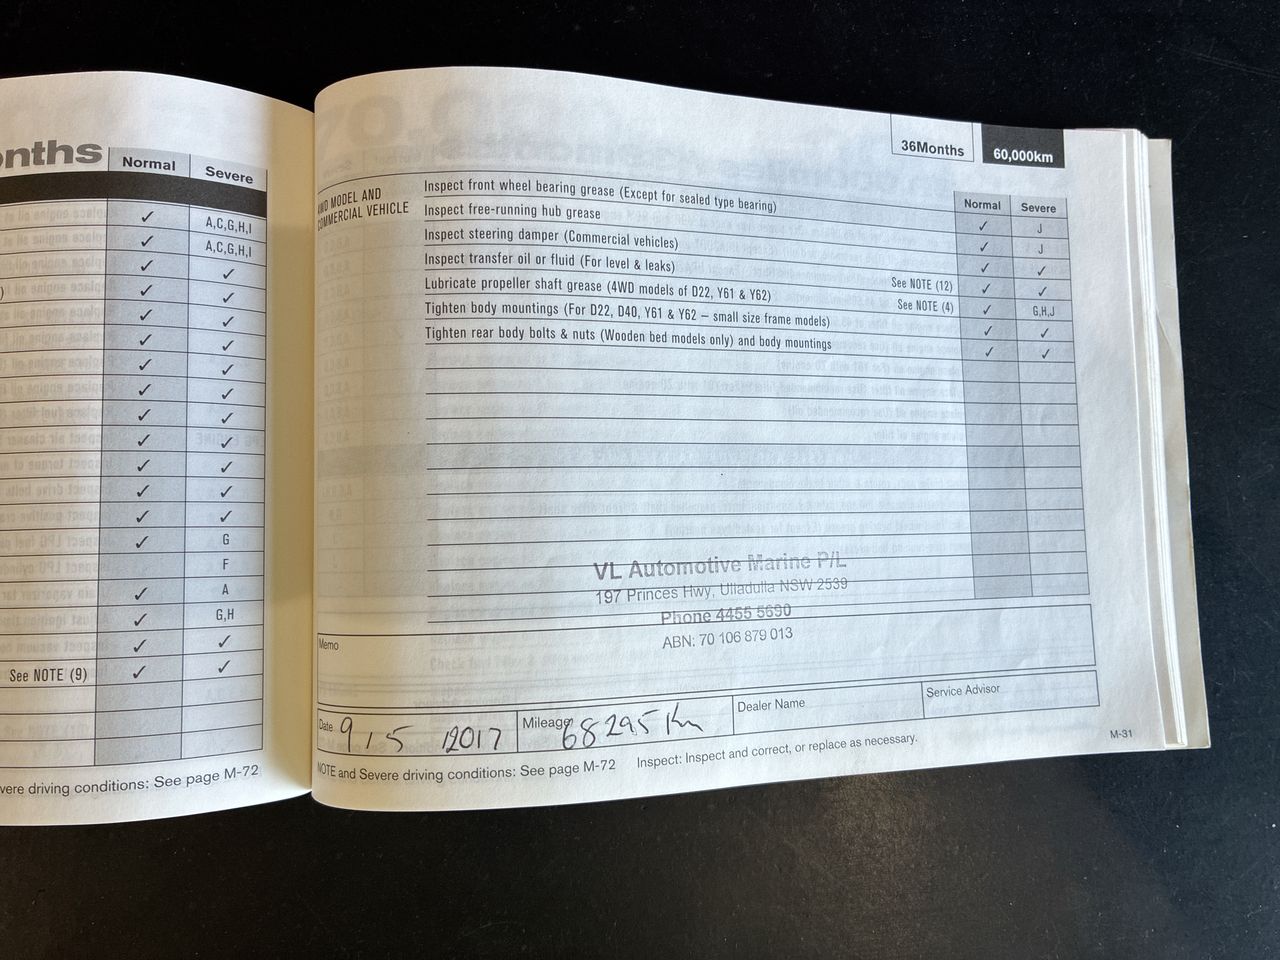 onths
Normal Severe
✓ A,C,G,H,I
✓ A,C,G,H,I
✓ ✓
✓ ✓
✓ ✓
✓ ✓
✓ ✓
✓ ✓
✓ ✓
✓ ✓
✓ ✓
✓ ✓
✓ ✓
✓ G
F
✓ A
✓ G,H
✓ ✓
See NOTE (9) ✓ ✓
vere driving conditions: See page M-72
36Months 60,000km
Normal Severe
4WD MODEL AND
COMMERCIAL VEHICLE
Inspect front wheel bearing grease (Except for sealed type bearing) ✓ J
Inspect free-running hub grease ✓ J
Inspect steering damper (Commercial vehicles) ✓ ✓
Inspect transfer oil or fluid (For level & leaks) See NOTE (12) ✓ ✓
Lubricate propeller shaft grease (4WD models of D22, Y61 & Y62) See NOTE (4) ✓ G,H,J
Tighten body mountings (For D22, D40, Y61 & Y62 – small size frame models) ✓ ✓
Tighten rear body bolts & nuts (Wooden bed models only) and body mountings ✓ ✓
VL Automotive Marine P/L
197 Princes Hwy, Ulladulla NSW 2539
Phone 4455 5690
ABN: 70 106 879 013
Memo
Date 9 / 5 / 2017 Mileage 68295 Km Dealer Name Service Advisor
NOTE and Severe driving conditions: See page M-72 Inspect: Inspect and correct, or replace as necessary.
M-31